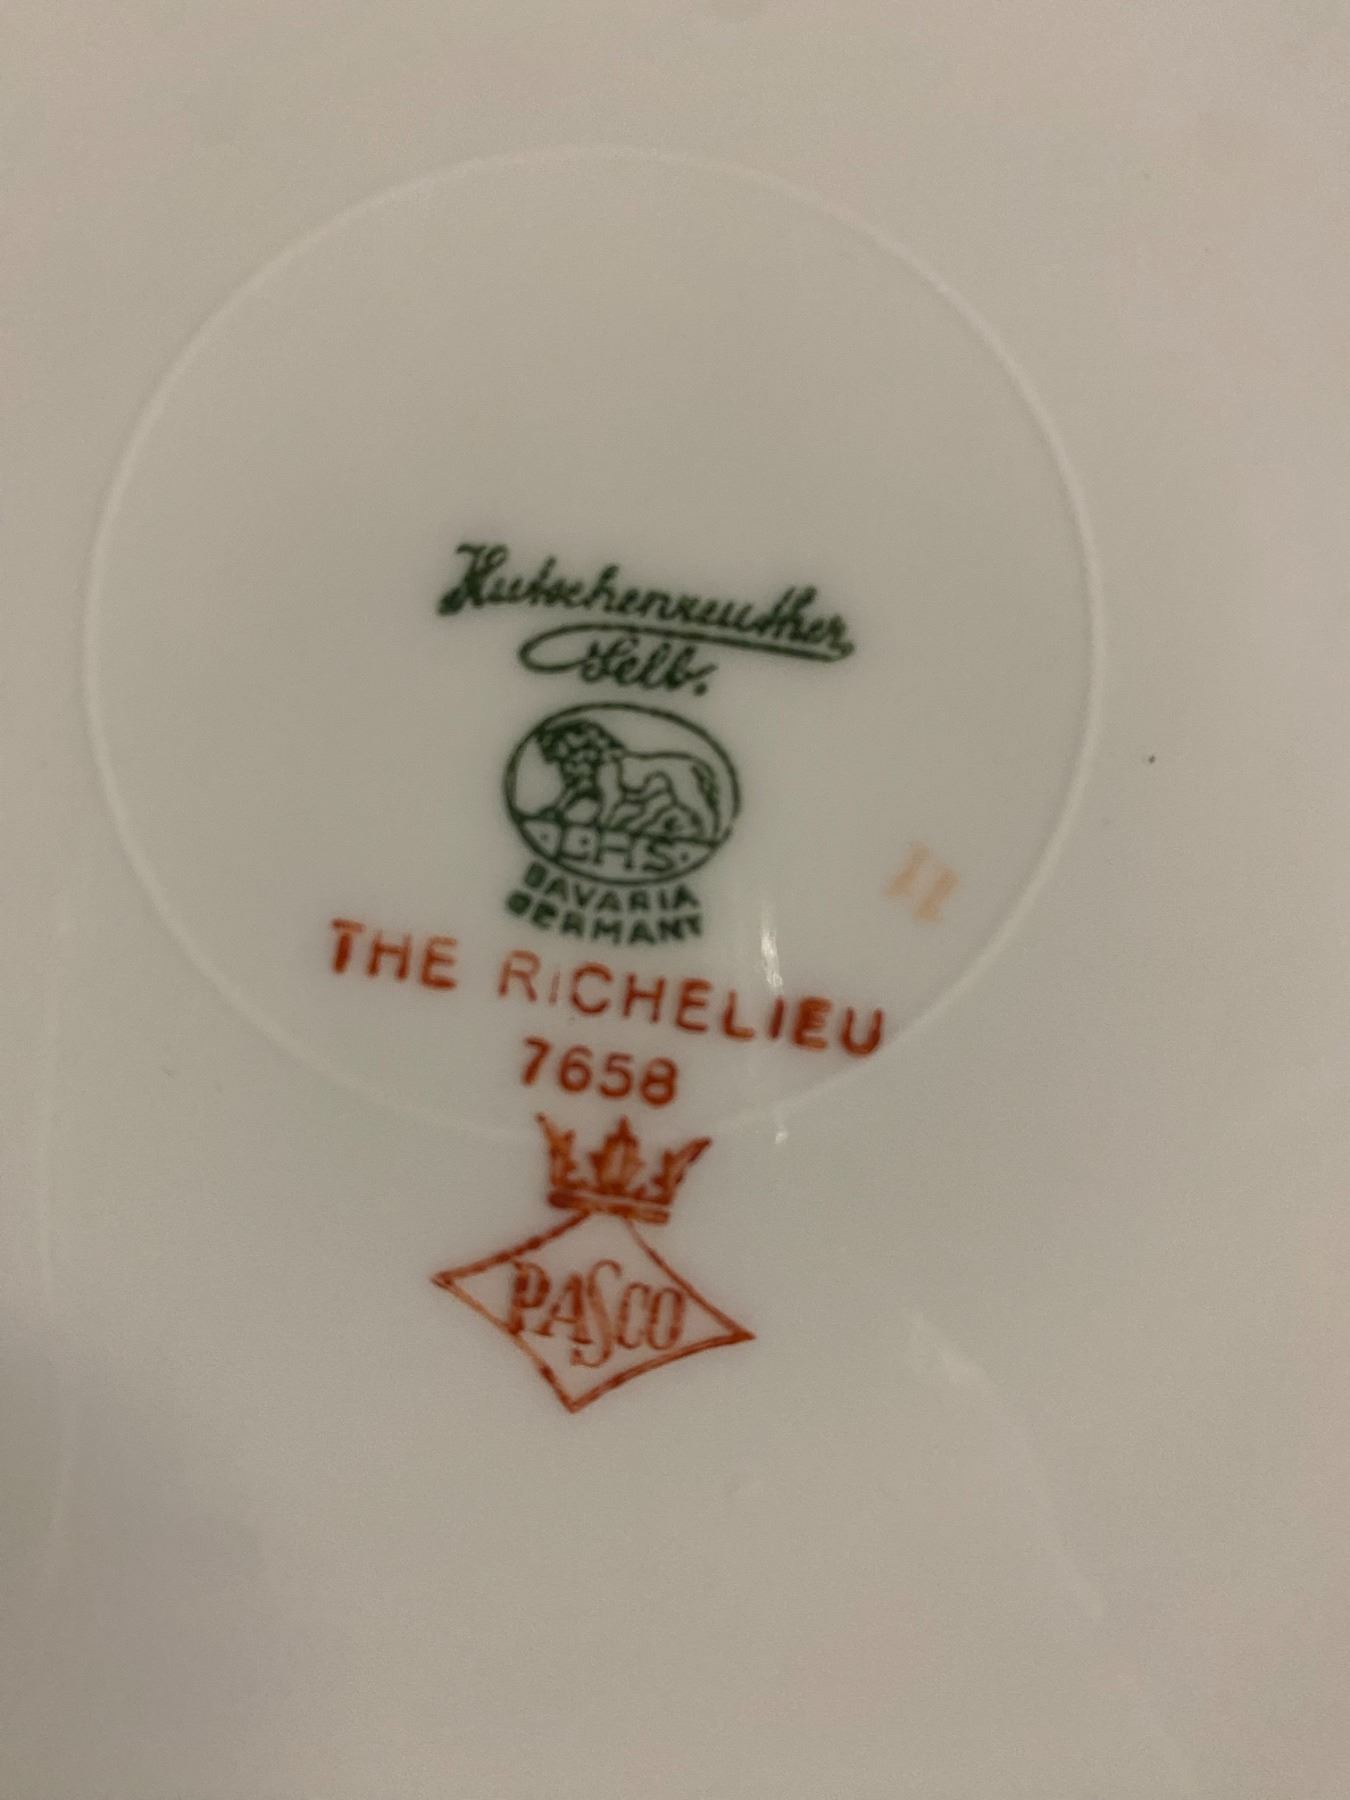 Hutschenreuther
Selb.
LHS
BAVARIA
GERMANY
THE RICHELIEU
7658
PASCO